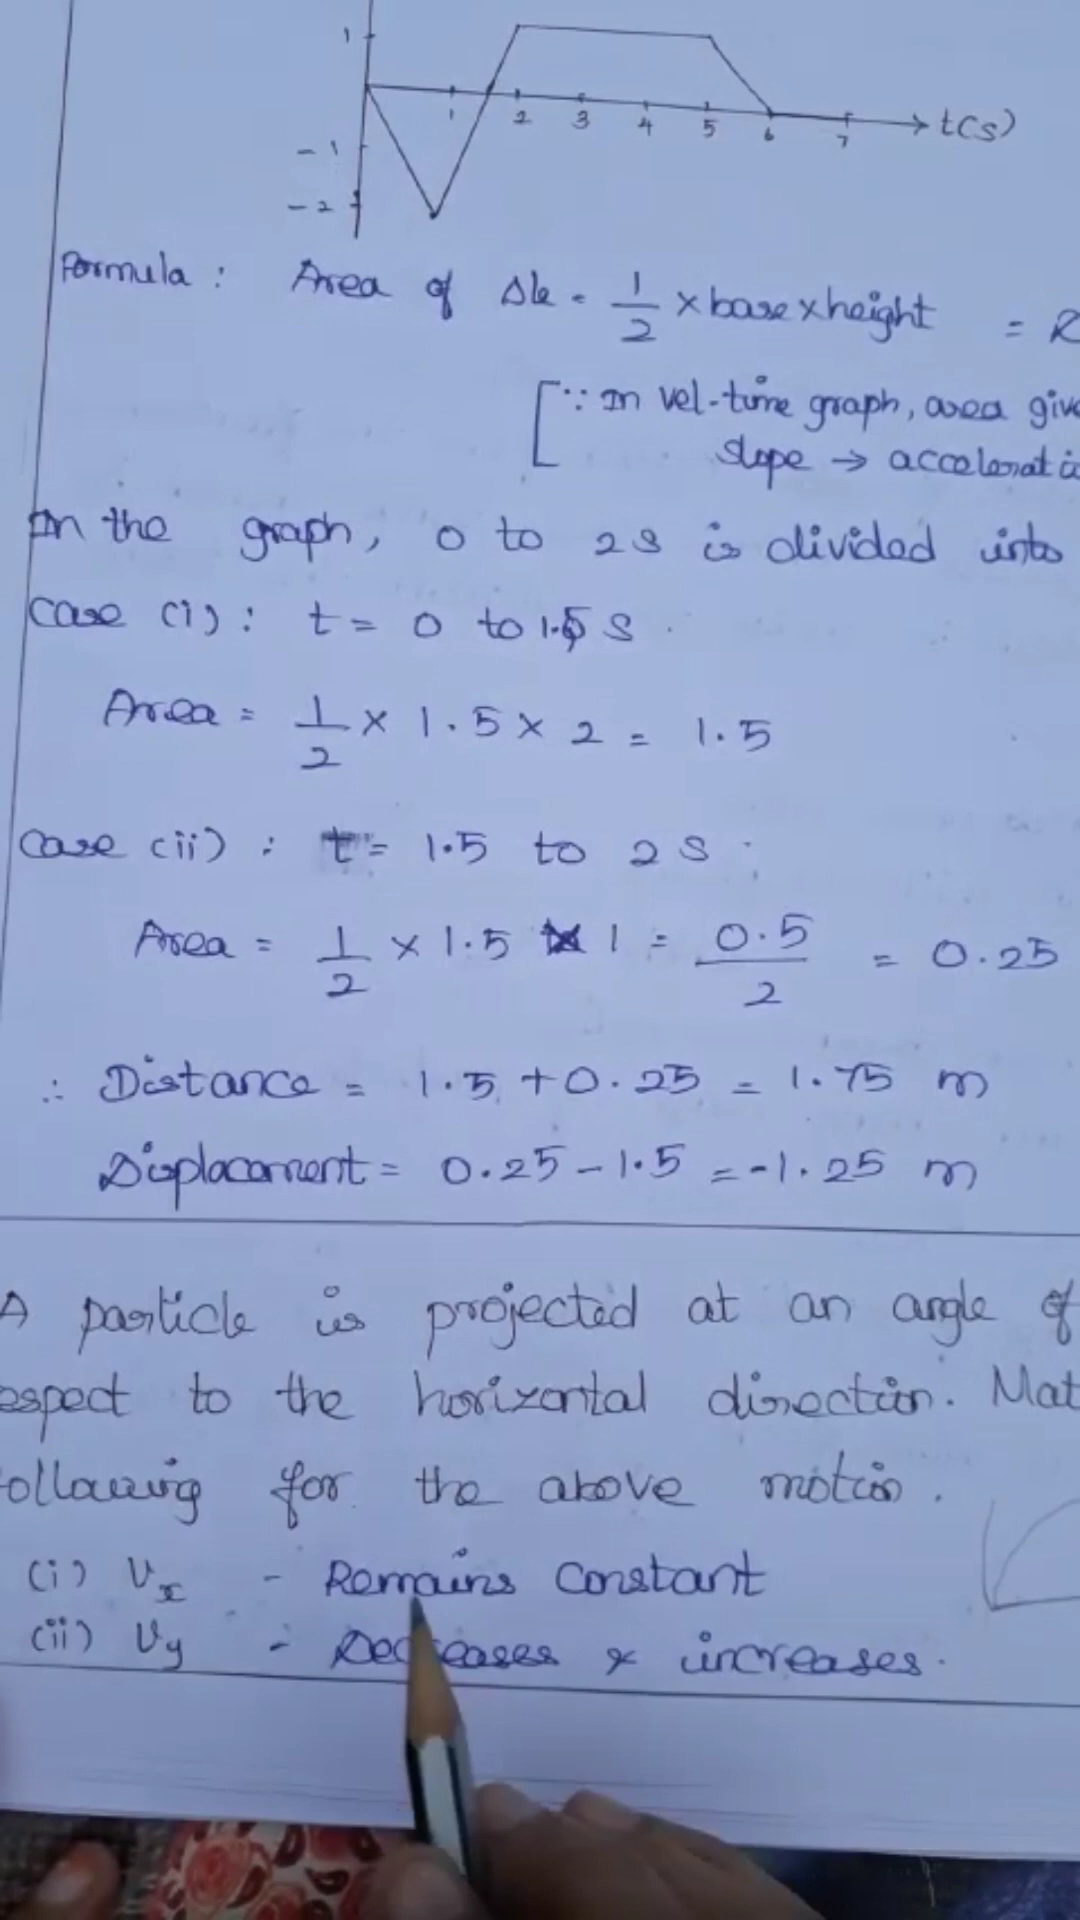 1
1 2 3 4 5 6 7 t(s)
-1
-2
Formula : Area of Δle = 1/2 × base × height =
[∵ In vel-time graph, area
slope → accelerati
In the graph, 0 to 2s is divided into
Case (i) : t = 0 to 1.5 s .
Area = 1/2 × 1.5 × 2 = 1.5
Case (ii) : t = 1.5 to 2 s .
Area = 1/2 × 1.5 × 1 = 0.5/2 = 0.25
∴ Distance = 1.5 + 0.25 = 1.75 m
Displacement = 0.25 - 1.5 = -1.25 m
A particle is projected at an angle of
espect to the horizontal direction. Mat
ollowing for the above motion.
(i) Vx - Remains constant
(ii) Vy - Decreases & increases.